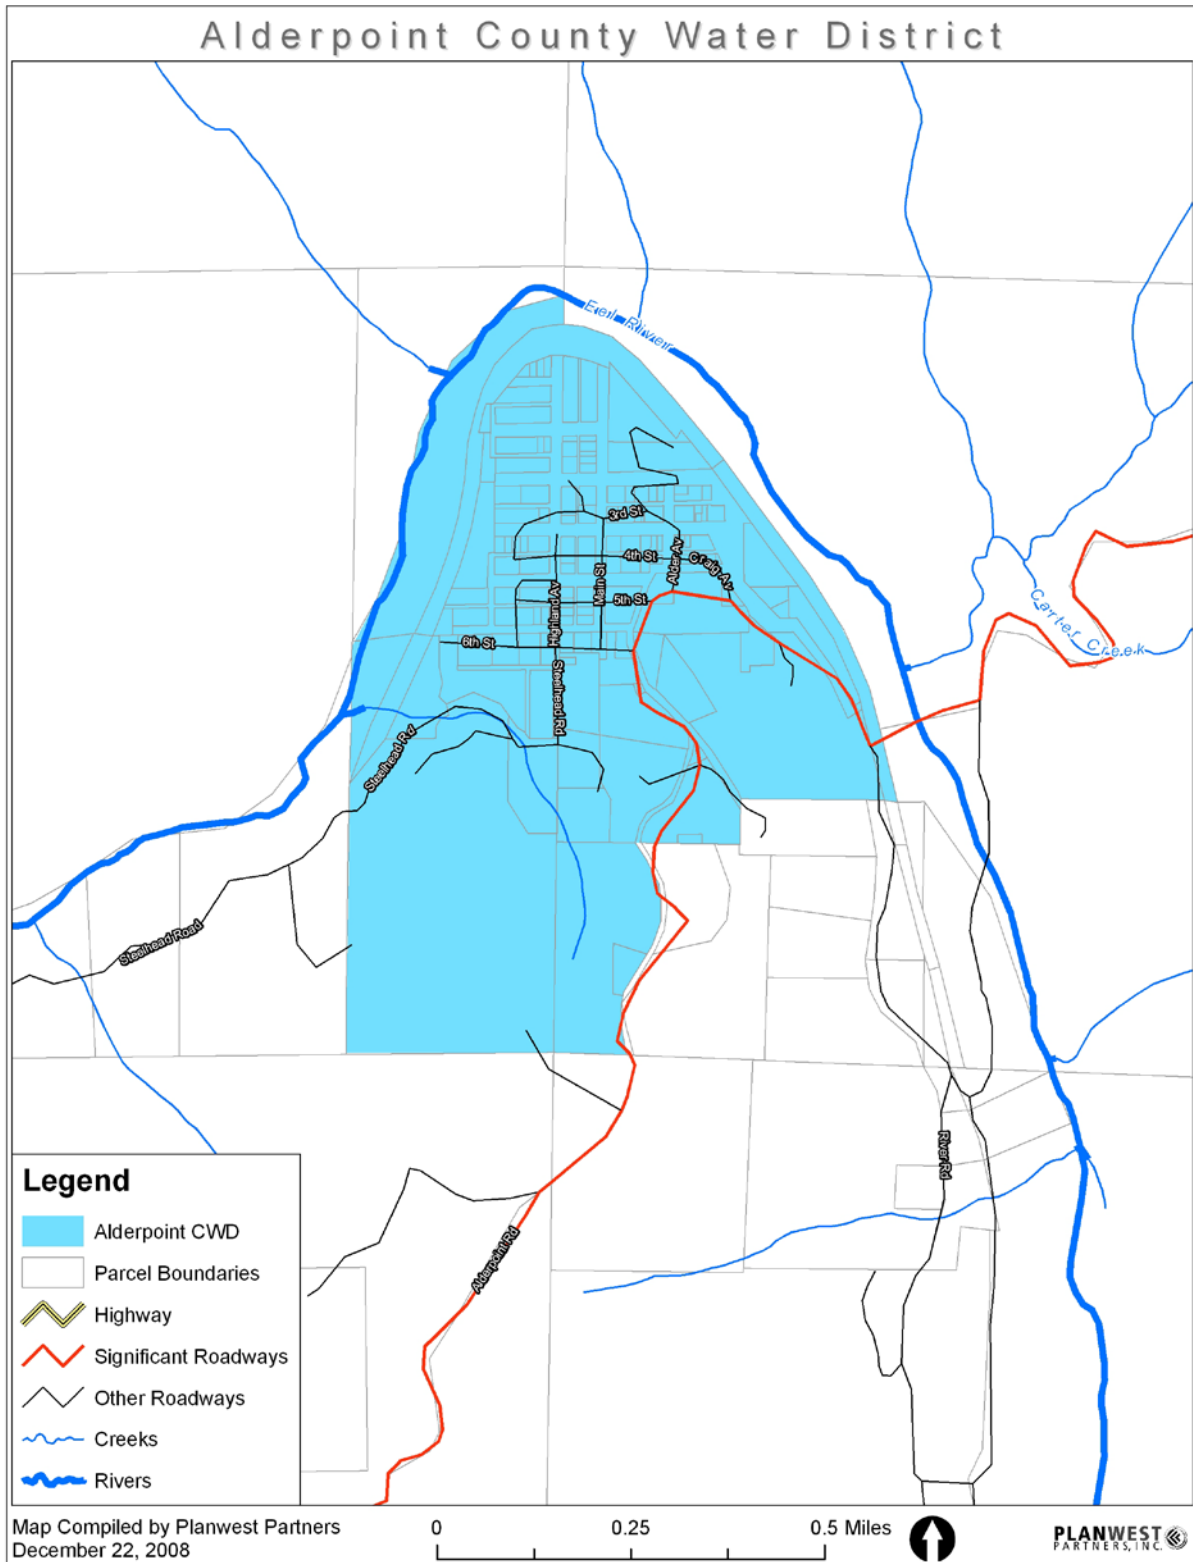 Alderpoint County Water District
Eel River
3rd St
4th St
Alder Av
Craig Av
Main St
5th St
Highland Av
6th St
Carter Creek
Steelhead Rd
Steelhead Rd
Steelhead Road
River Rd
Alderpoint Rd
Legend
Alderpoint CWD
Parcel Boundaries
Highway
Significant Roadways
Other Roadways
Creeks
Rivers
Map Compiled by Planwest Partners
December 22, 2008
0 0.25 0.5 Miles
PLANWEST
PARTNERS, INC.